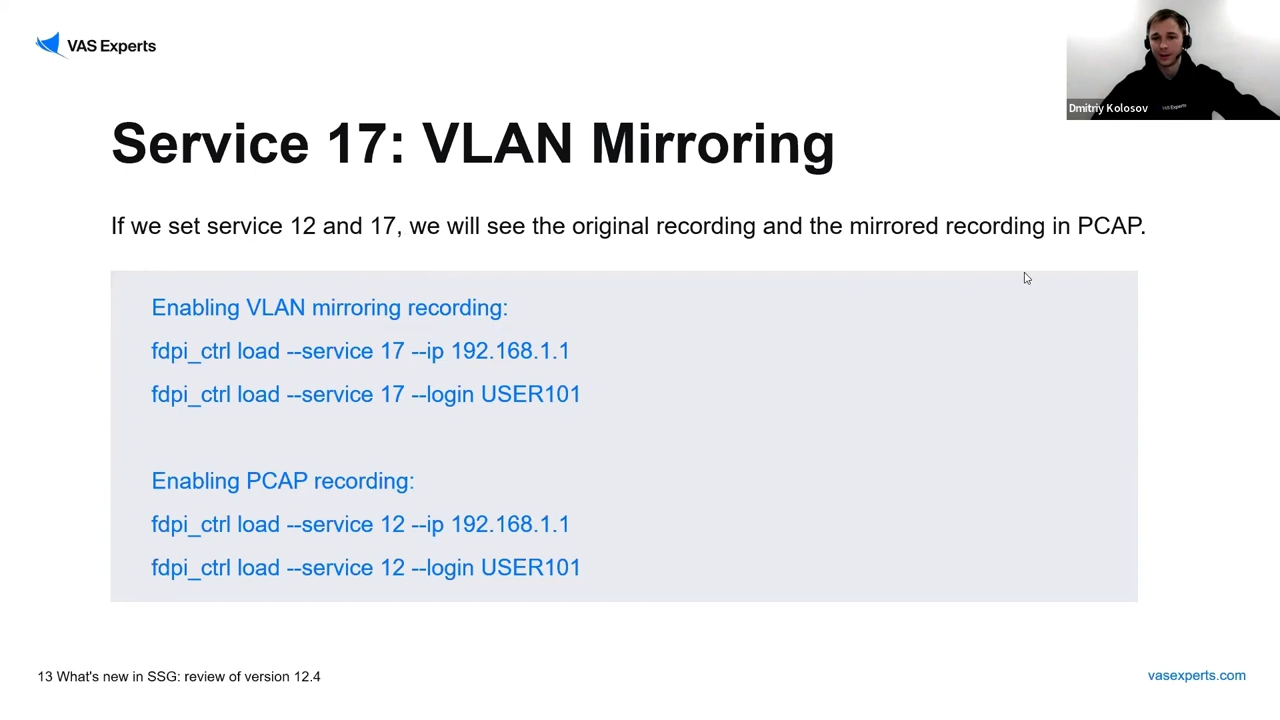 VAS Experts
Dmitriy Kolosov
VAS Experts
Service 17: VLAN Mirroring
If we set service 12 and 17, we will see the original recording and the mirrored recording in PCAP.
Enabling VLAN mirroring recording:
fdpi_ctrl load --service 17 --ip 192.168.1.1
fdpi_ctrl load --service 17 --login USER101
Enabling PCAP recording:
fdpi_ctrl load --service 12 --ip 192.168.1.1
fdpi_ctrl load --service 12 --login USER101
13 What's new in SSG: review of version 12.4
vasexperts.com